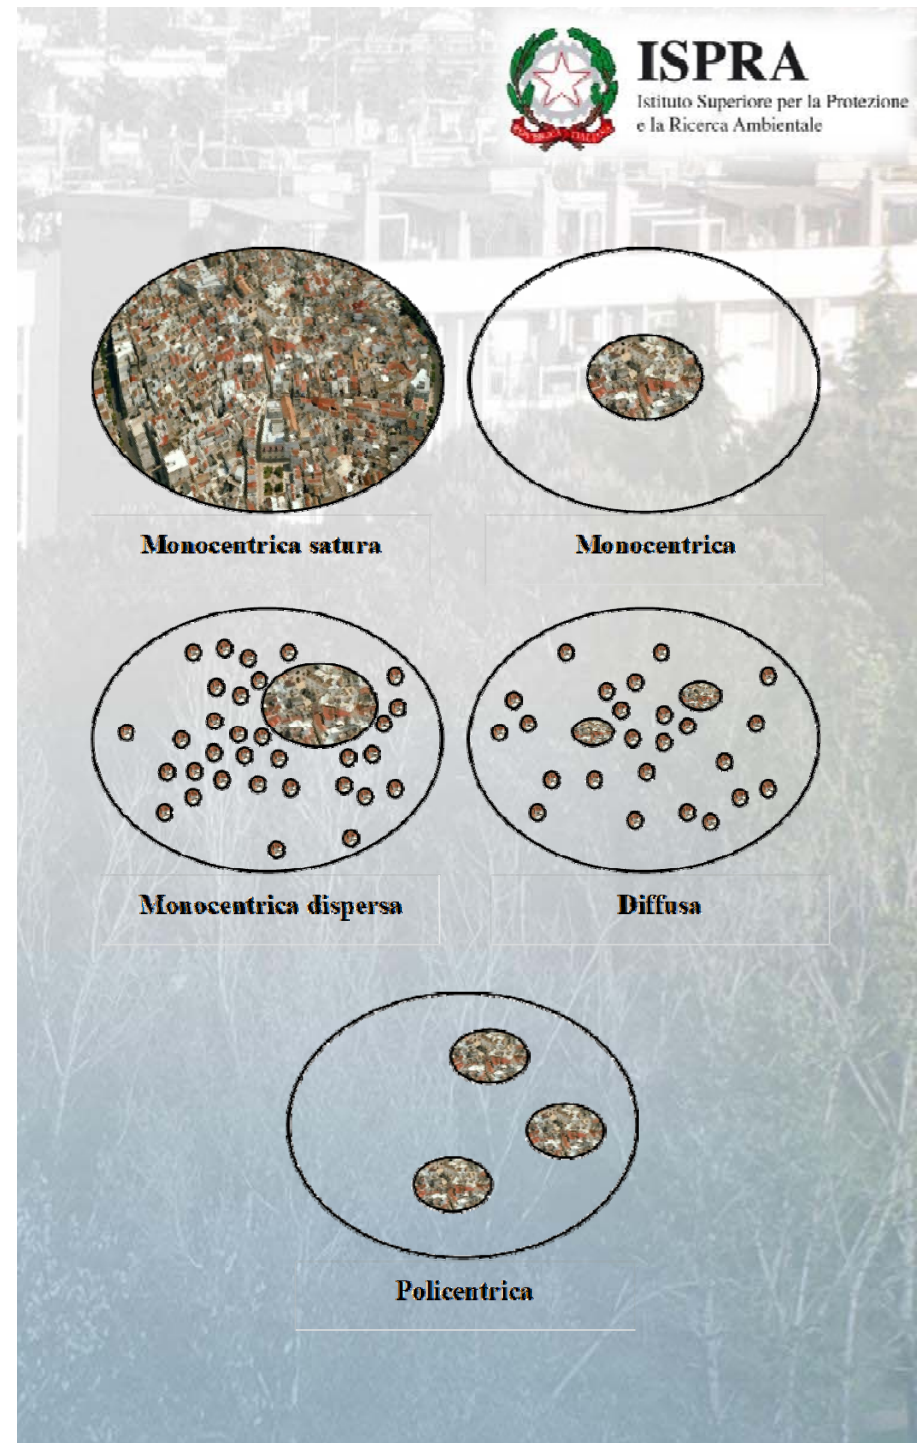 ISPRA
Istituto Superiore per la Protezione
e la Ricerca Ambientale
Monocentrica satura
Monocentrica
Monocentrica dispersa
Diffusa
Policentrica